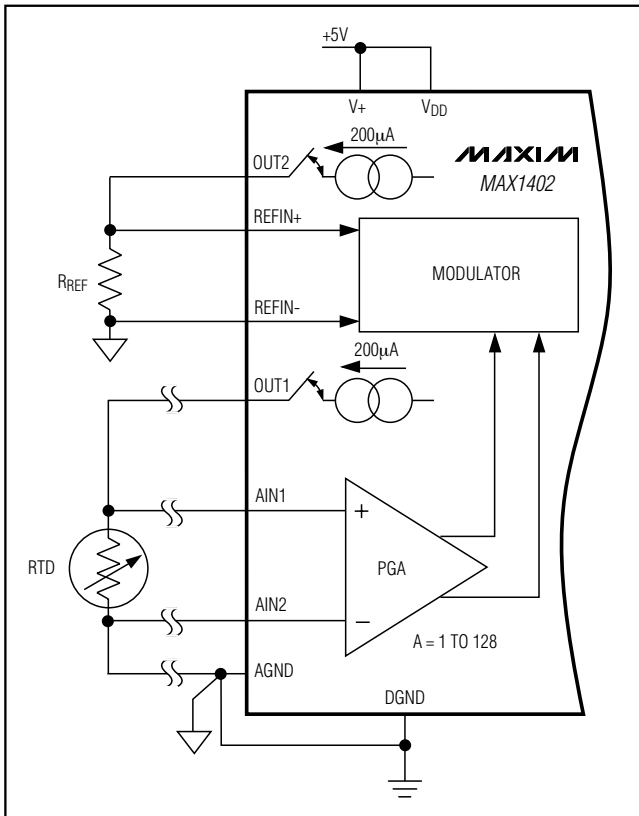 +5V
V+
VDD
200µA
OUT2
MAXIM
MAX1402
REFIN+
MODULATOR
RREF
REFIN-
200µA
OUT1
AIN1
+
RTD
PGA
AIN2
−
A = 1 TO 128
AGND
DGND